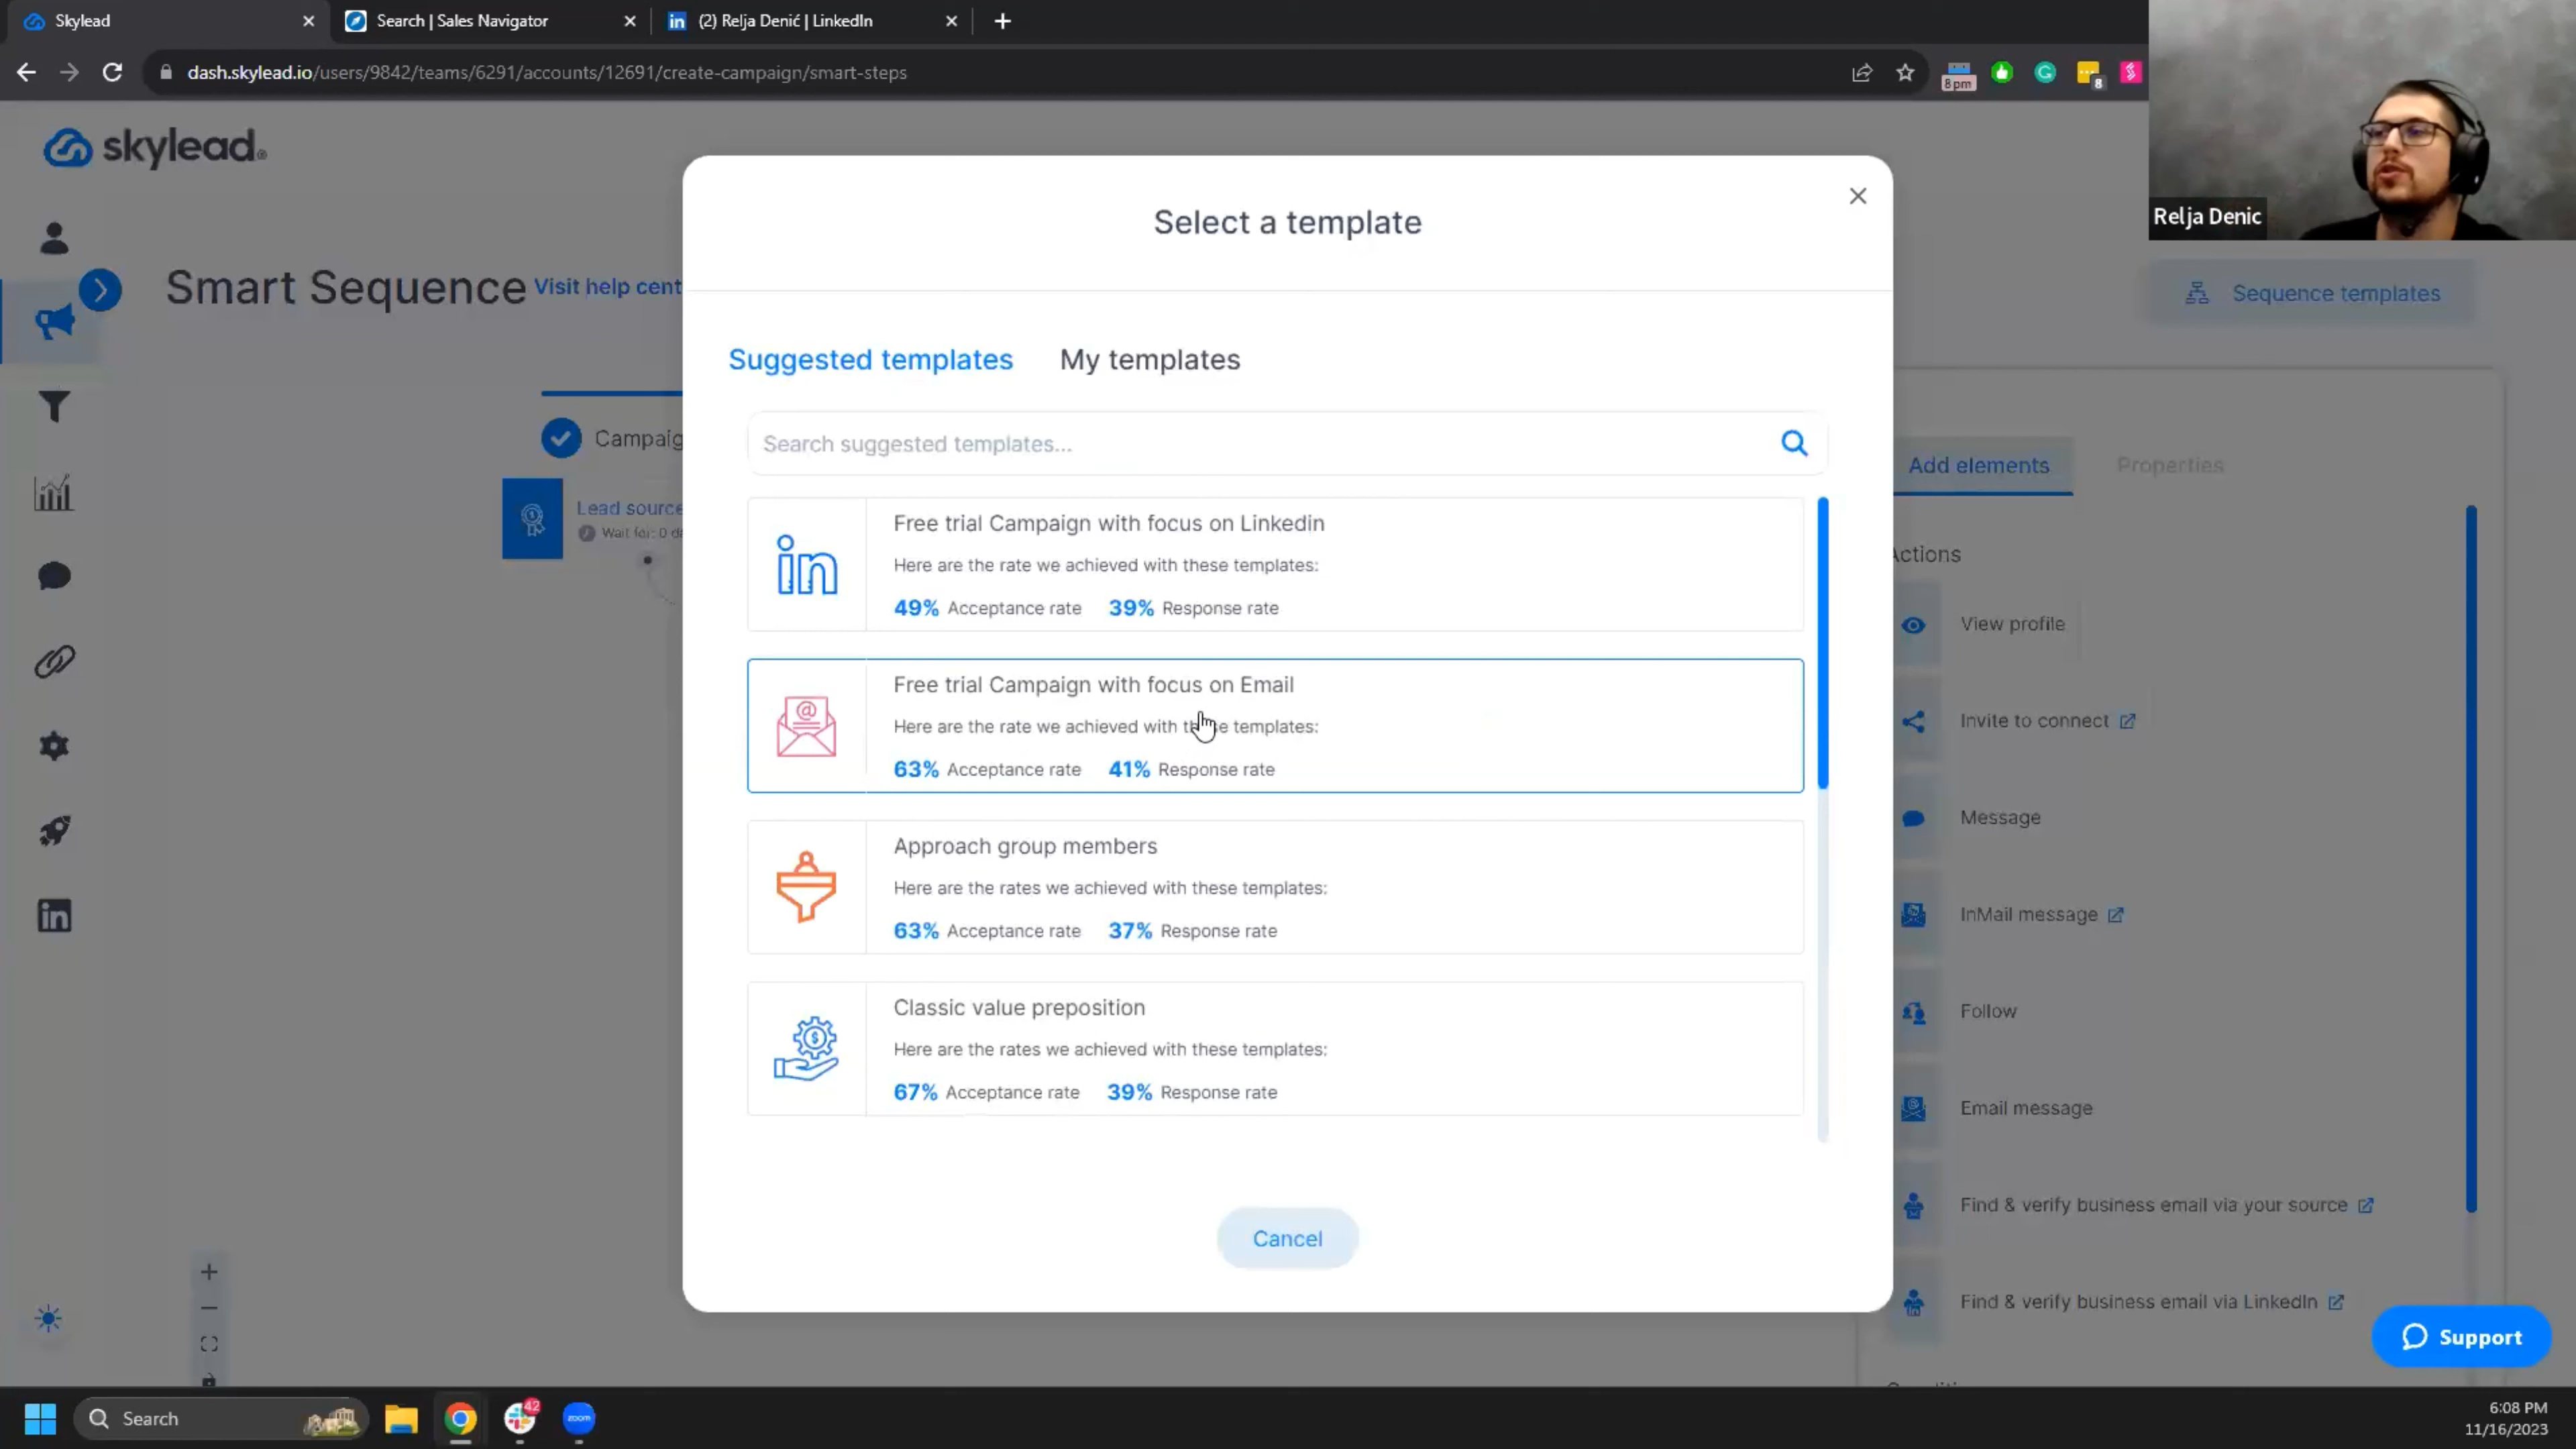 Skylead
Search | Sales Navigator
(2) Relja Denić | LinkedIn
dash.skylead.io/users/9842/teams/6291/accounts/12691/create-campaign/smart-steps
8pm
8
Relja Denic
skylead
Select a template
Smart Sequence
Visit help cent
Sequence templates
Suggested templates
My templates
Search suggested templates...
Campaig
Lead source
Wait for: 0 d
Free trial Campaign with focus on Linkedin
Here are the rate we achieved with these templates:
49% Acceptance rate 39% Response rate
Free trial Campaign with focus on Email
Here are the rate we achieved with these templates:
63% Acceptance rate 41% Response rate
Approach group members
Here are the rates we achieved with these templates:
63% Acceptance rate 37% Response rate
Classic value preposition
Here are the rates we achieved with these templates:
67% Acceptance rate 39% Response rate
Cancel
Add elements
Properties
Actions
View profile
Invite to connect
Message
InMail message
Follow
Email message
Find & verify business email via your source
Find & verify business email via LinkedIn
Support
Search
42
zoom
6:08 PM
11/16/2023